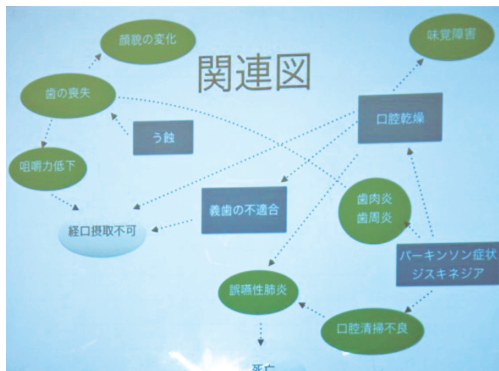 顔貌の変化
味覚障害
関連図
歯の喪失
口腔乾燥
う蝕
咀嚼力低下
義歯の不適合
歯肉炎
歯周炎
経口摂取不可
パーキンソン症状
ジスキネジア
誤嚥性肺炎
口腔清掃不良
死亡